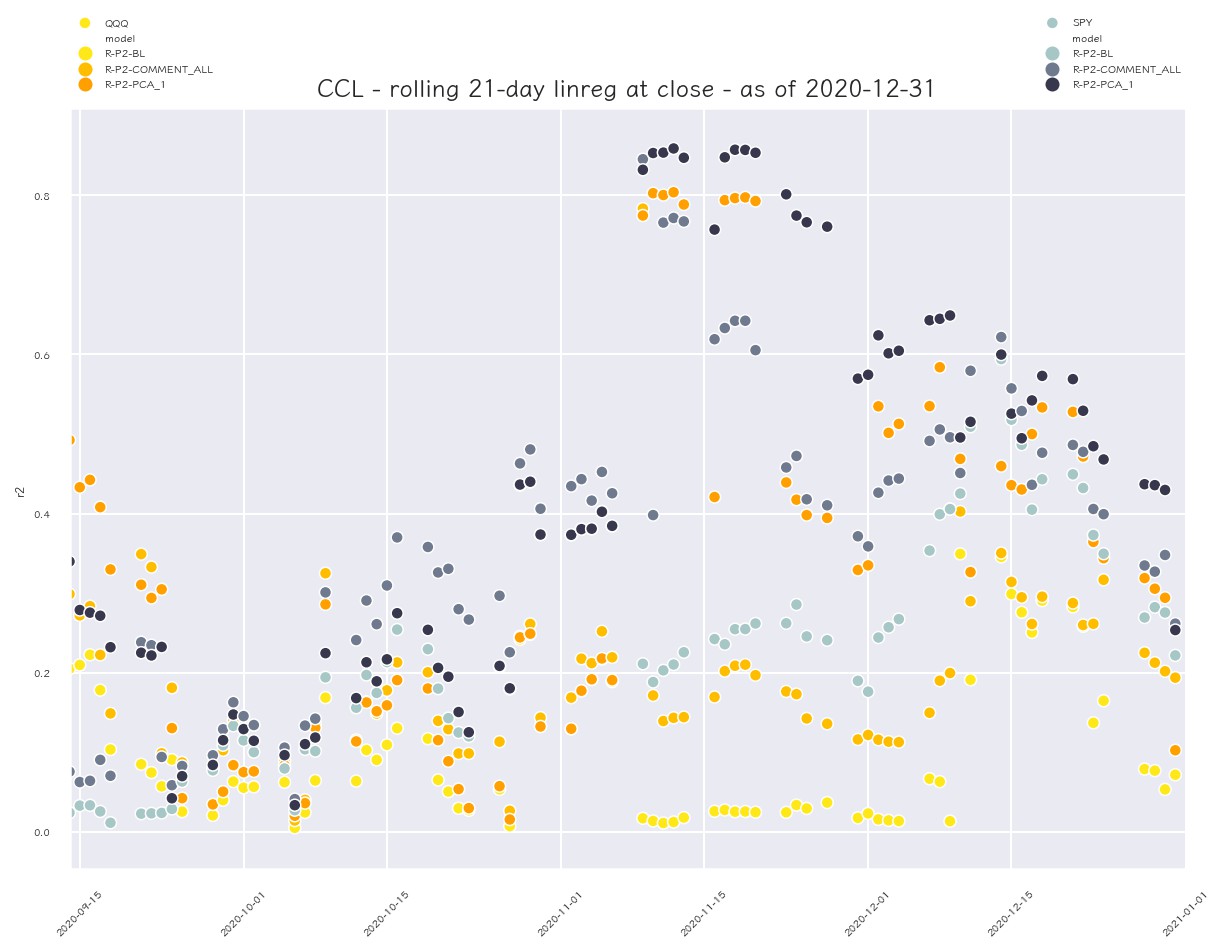 QQQ
model
R-P2-BL
R-P2-COMMENT_ALL
R-P2-PCA_1
SPY
model
R-P2-BL
R-P2-COMMENT_ALL
R-P2-PCA_1
CCL - rolling 21-day linreg at close - as of 2020-12-31
r2
0.8
0.6
0.4
0.2
0.0
2020-09-15
2020-10-01
2020-10-15
2020-11-01
2020-11-15
2020-12-01
2020-12-15
2021-01-01